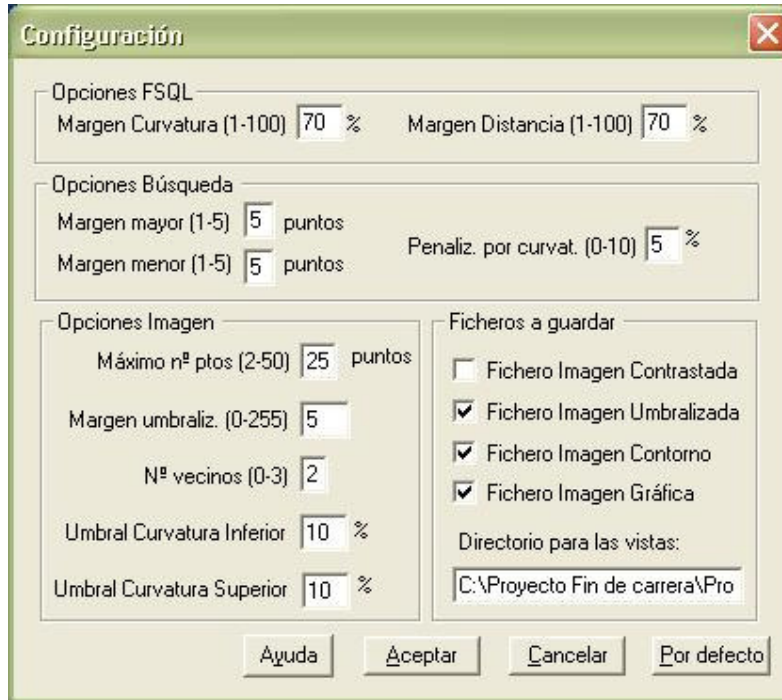 Configuración
Opciones FSQL
Margen Curvatura (1-100) 70 % Margen Distancia (1-100) 70 %
Opciones Búsqueda
Margen mayor (1-5) 5 puntos
Margen menor (1-5) 5 puntos
Penaliz. por curvat. (0-10) 5 %
Opciones Imagen
Máximo nº ptos (2-50) 25 puntos
Margen umbraliz. (0-255) 5
Nº vecinos (0-3) 2
Umbral Curvatura Inferior 10 %
Umbral Curvatura Superior 10 %
Ficheros a guardar
Fichero Imagen Contrastada
Fichero Imagen Umbralizada
Fichero Imagen Contorno
Fichero Imagen Gráfica
Directorio para las vistas:
C:\Proyecto Fin de carrera\Pro
Ayuda Aceptar Cancelar Por defecto